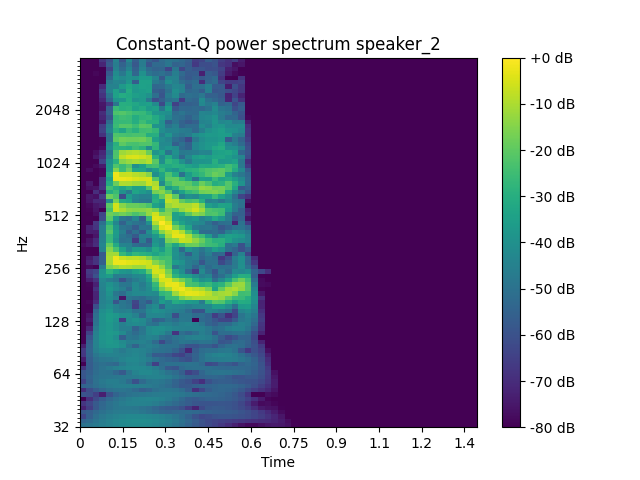 Constant-Q power spectrum speaker_2
Hz
2048
1024
512
256
128
64
32
0 0.15 0.3 0.45 0.6 0.75 0.9 1.1 1.2 1.4
Time
+0 dB
-10 dB
-20 dB
-30 dB
-40 dB
-50 dB
-60 dB
-70 dB
-80 dB